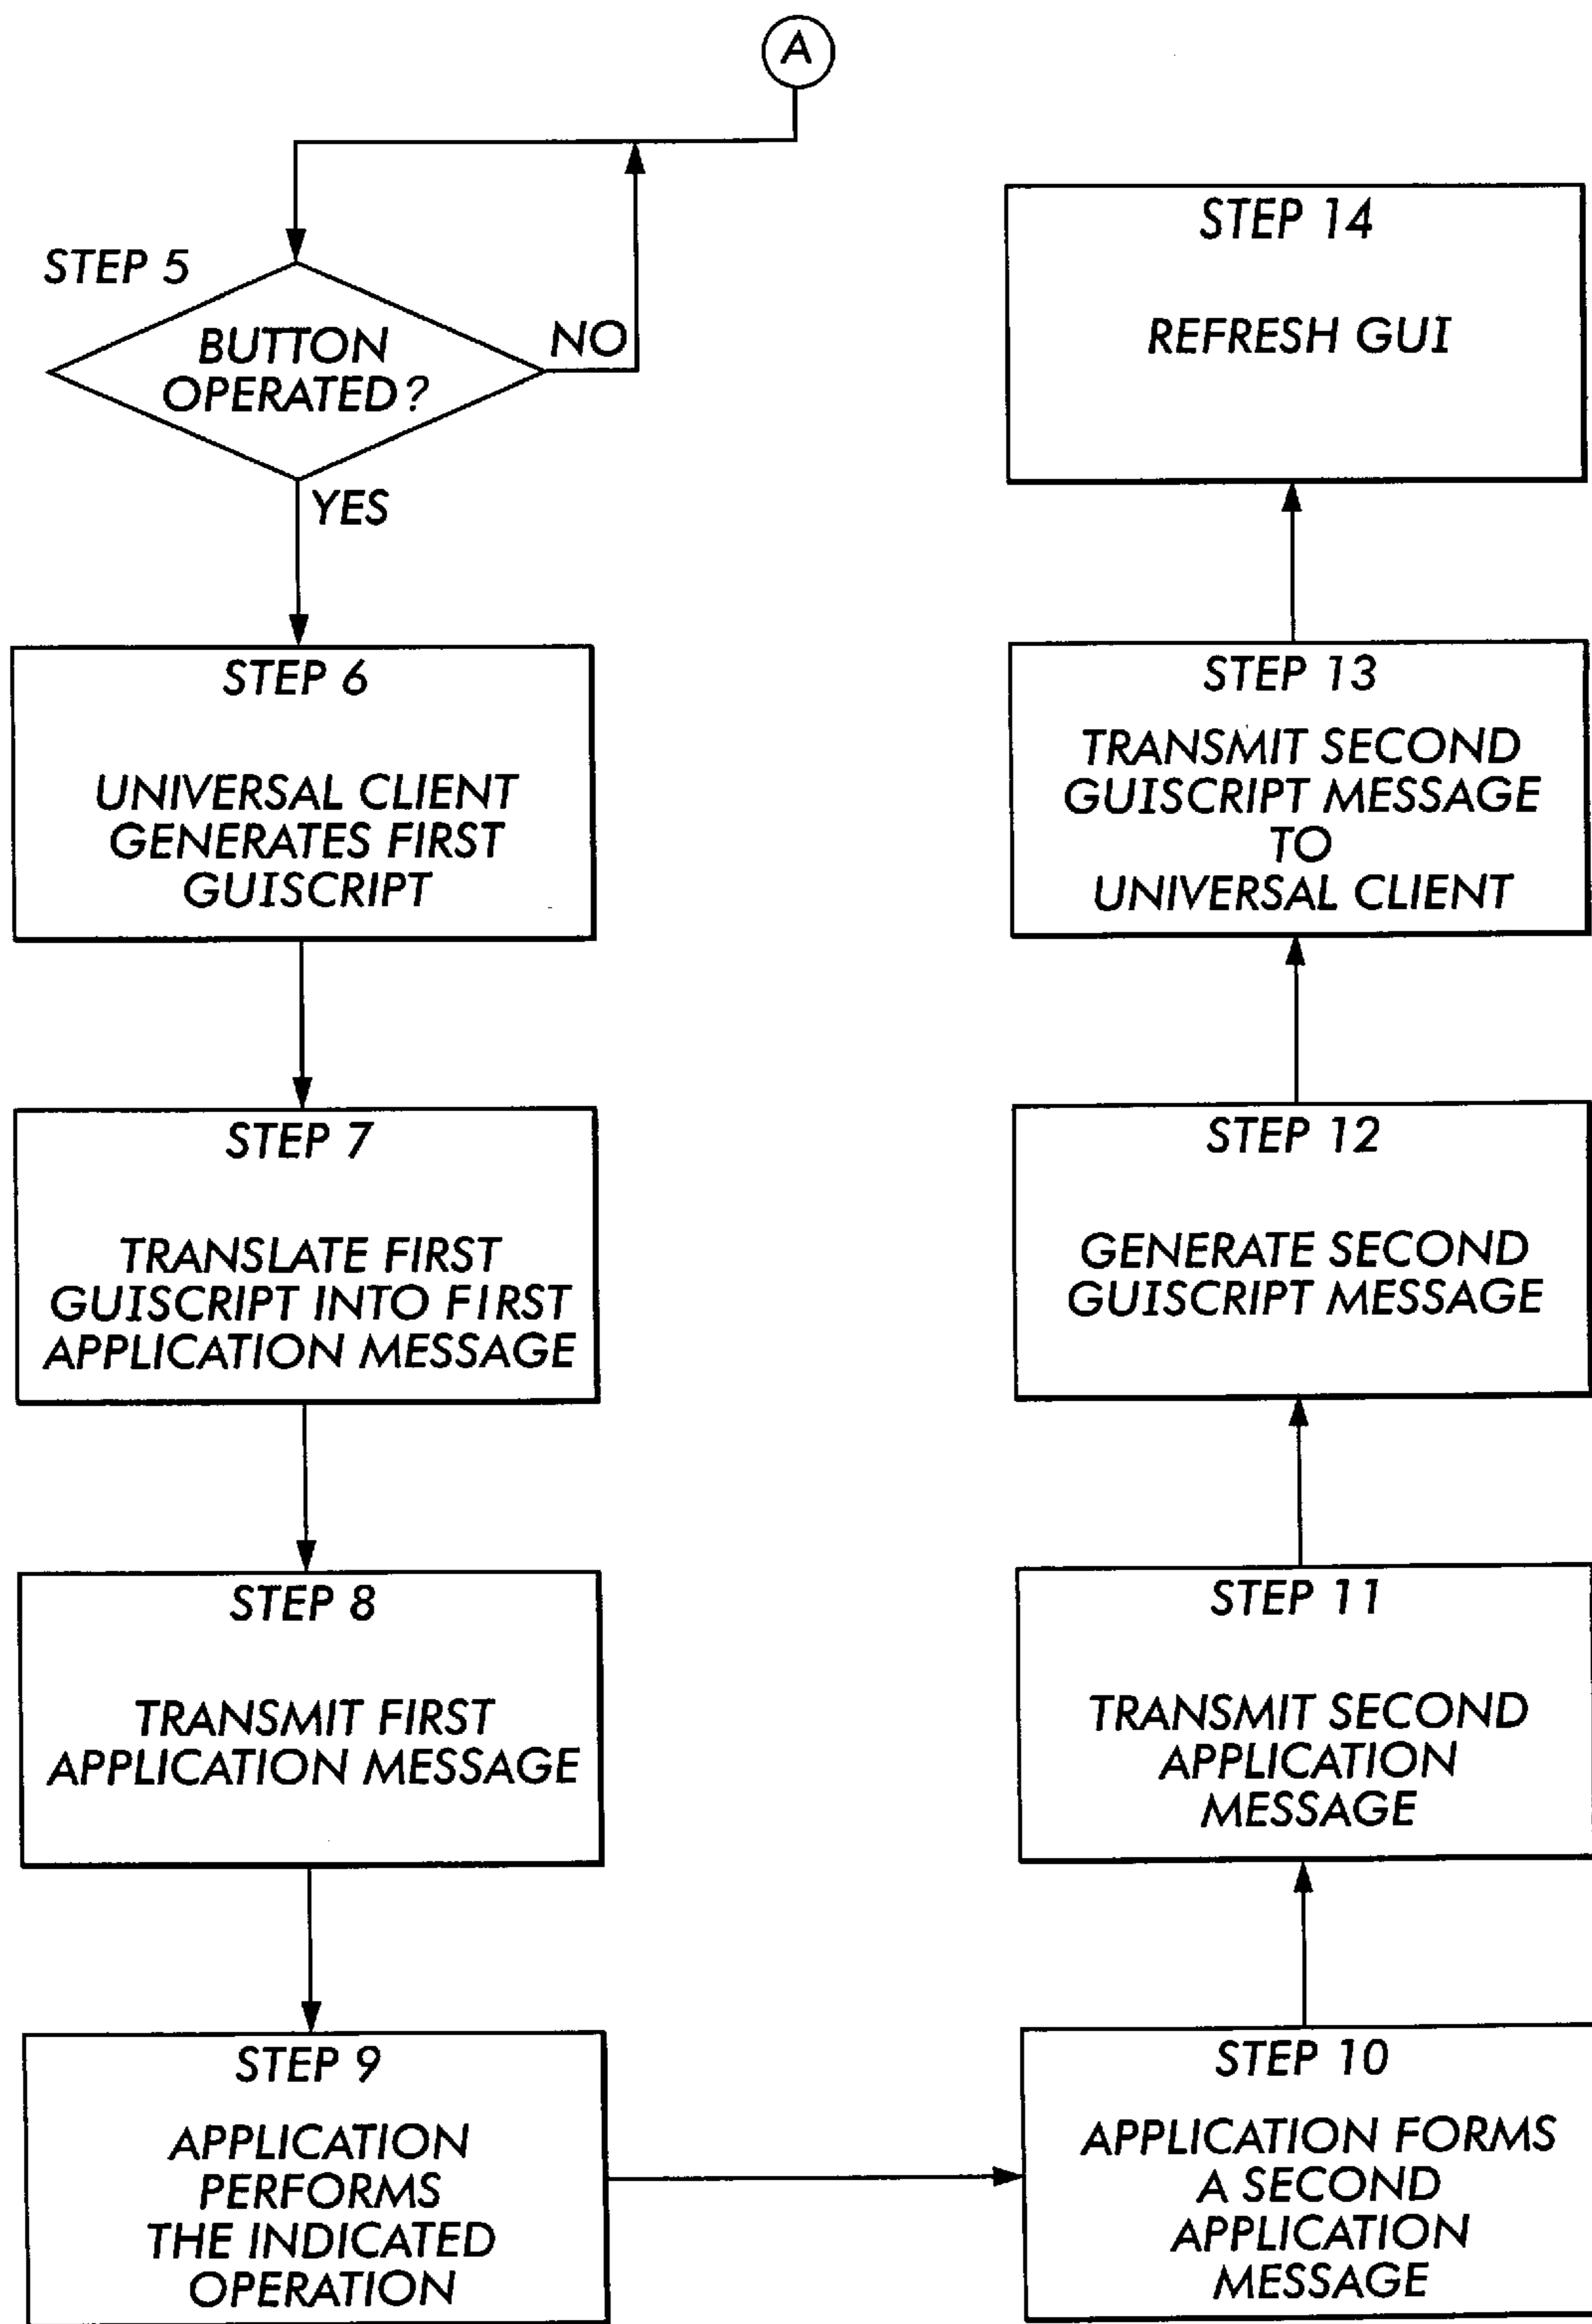 A
STEP 5
BUTTON
OPERATED?
NO
YES
STEP 6
UNIVERSAL CLIENT
GENERATES FIRST
GUISCRIPT
STEP 7
TRANSLATE FIRST
GUISCRIPT INTO FIRST
APPLICATION MESSAGE
STEP 8
TRANSMIT FIRST
APPLICATION MESSAGE
STEP 9
APPLICATION
PERFORMS
THE INDICATED
OPERATION
STEP 10
APPLICATION FORMS
A SECOND
APPLICATION
MESSAGE
STEP 11
TRANSMIT SECOND
APPLICATION
MESSAGE
STEP 12
GENERATE SECOND
GUISCRIPT MESSAGE
STEP 13
TRANSMIT SECOND
GUISCRIPT MESSAGE
TO
UNIVERSAL CLIENT
STEP 14
REFRESH GUI